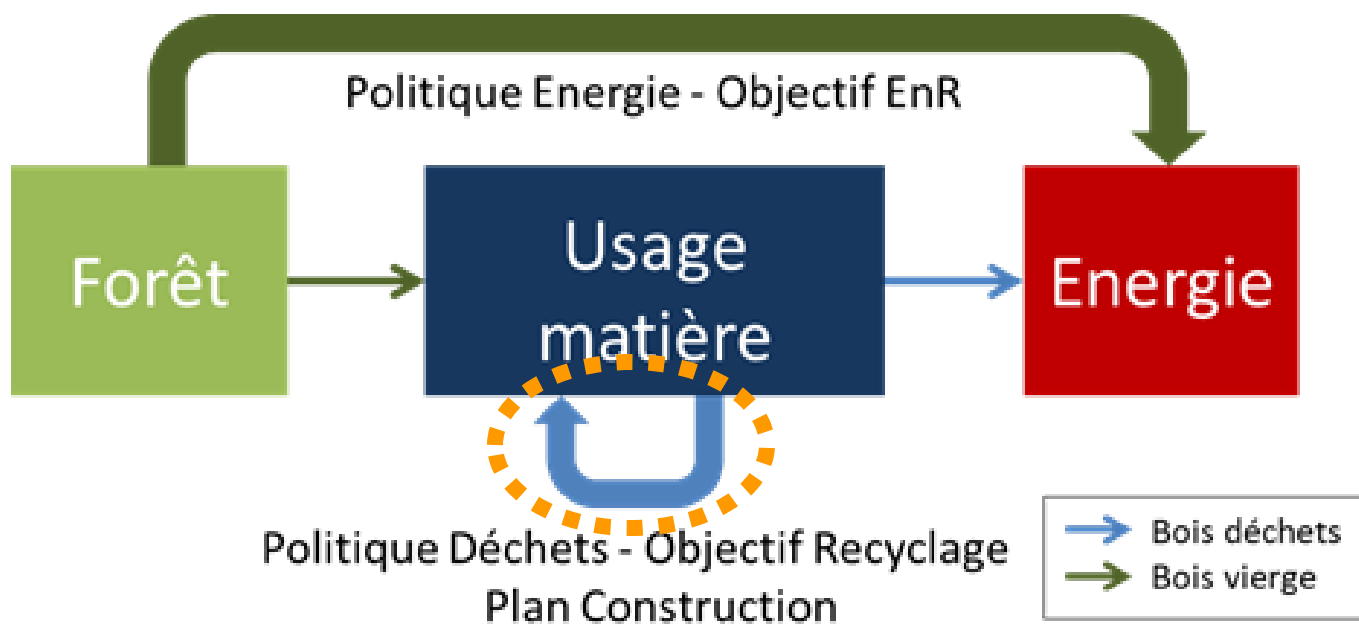 Politique Energie - Objectif EnR
Forêt
Usage
matière
Energie
Politique Déchets - Objectif Recyclage
Plan Construction
Bois déchets
Bois vierge